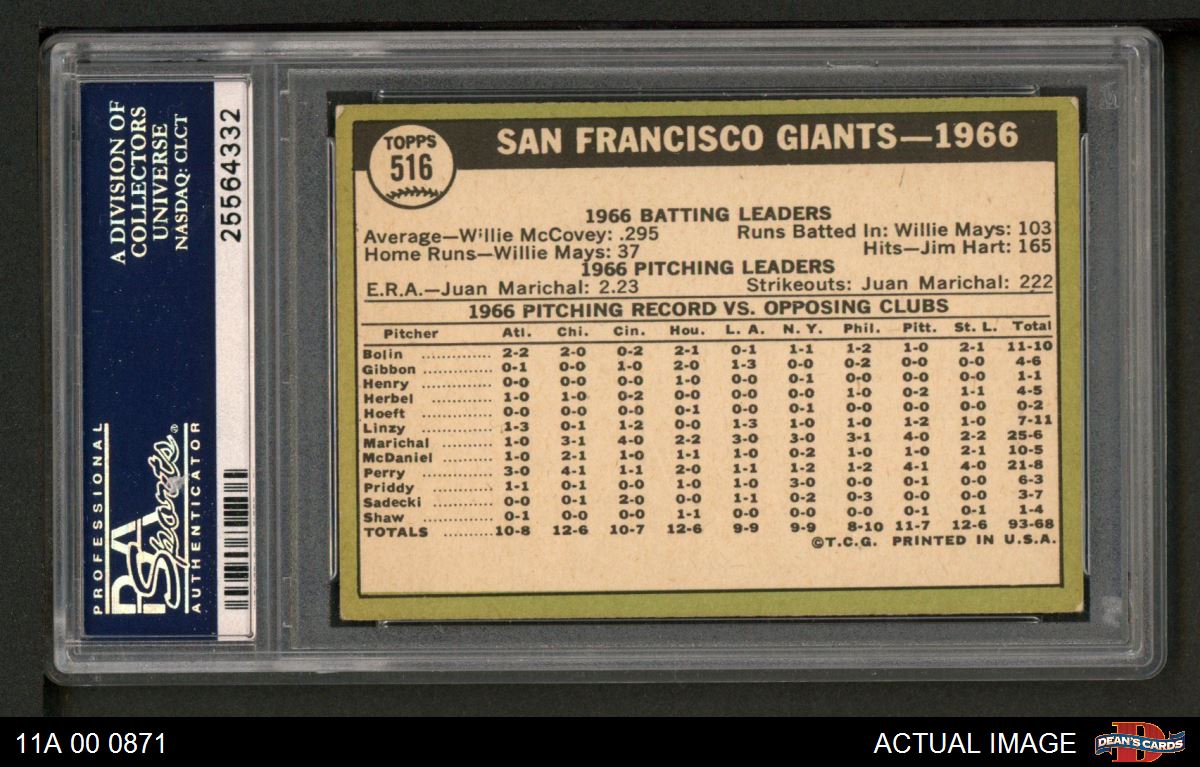 A DIVISION OF
COLLECTORS
UNIVERSE
NASDAQ: CLCT
25564332
PROFESSIONAL
PSA
Sports®
AUTHENTICATOR
TOPPS
516
SAN FRANCISCO GIANTS—1966
1966 BATTING LEADERS
Average—Willie McCovey: .295 Runs Batted In: Willie Mays: 103
Home Runs—Willie Mays: 37 Hits—Jim Hart: 165
1966 PITCHING LEADERS
E.R.A.—Juan Marichal: 2.23 Strikeouts: Juan Marichal: 222
1966 PITCHING RECORD VS. OPPOSING CLUBS
Pitcher Atl. Chi. Cin. Hou. L. A. N. Y. Phil. Pitt. St. L. Total
Bolin 2-2 2-0 0-2 2-1 0-1 1-1 1-2 1-0 2-1 11-10
Gibbon 0-1 0-0 1-0 2-0 1-3 0-0 0-2 0-0 0-0 4-6
Henry 0-0 0-0 0-0 1-0 0-0 0-1 0-0 0-0 0-0 1-1
Herbel 1-0 1-0 0-2 0-0 0-0 0-0 1-0 0-2 1-1 4-5
Hoeft 0-0 0-0 0-0 0-1 0-0 0-1 0-0 0-0 0-0 0-2
Linzy 1-3 0-1 1-2 0-0 1-3 1-0 1-0 1-2 1-0 7-11
Marichal 1-0 3-1 4-0 2-2 3-0 3-0 3-1 4-0 2-2 25-6
McDaniel 1-0 2-1 1-0 1-1 1-0 0-2 1-0 1-0 2-1 10-5
Perry 3-0 4-1 1-1 2-0 1-1 1-2 1-2 4-1 4-0 21-8
Priddy 1-1 0-1 0-0 1-0 1-0 3-0 0-0 0-1 0-0 6-3
Sadecki 0-0 0-1 2-0 0-0 1-1 0-2 0-3 0-0 0-0 3-7
Shaw 0-1 0-0 0-0 1-1 0-0 0-0 0-0 0-1 0-1 1-4
TOTALS 10-8 12-6 10-7 12-6 9-9 9-9 8-10 11-7 12-6 93-68
©T.C.G. PRINTED IN U.S.A.
11A 00 0871
ACTUAL IMAGE
DEAN'S CARDS